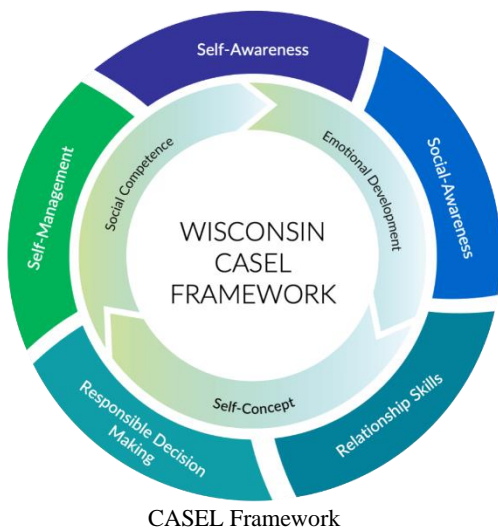 Self-Awareness
Social-Awareness
Relationship Skills
Responsible Decision
Making
Self-Management
Social Competence
Emotional Development
Self-Concept
WISCONSIN
CASEL
FRAMEWORK
CASEL Framework